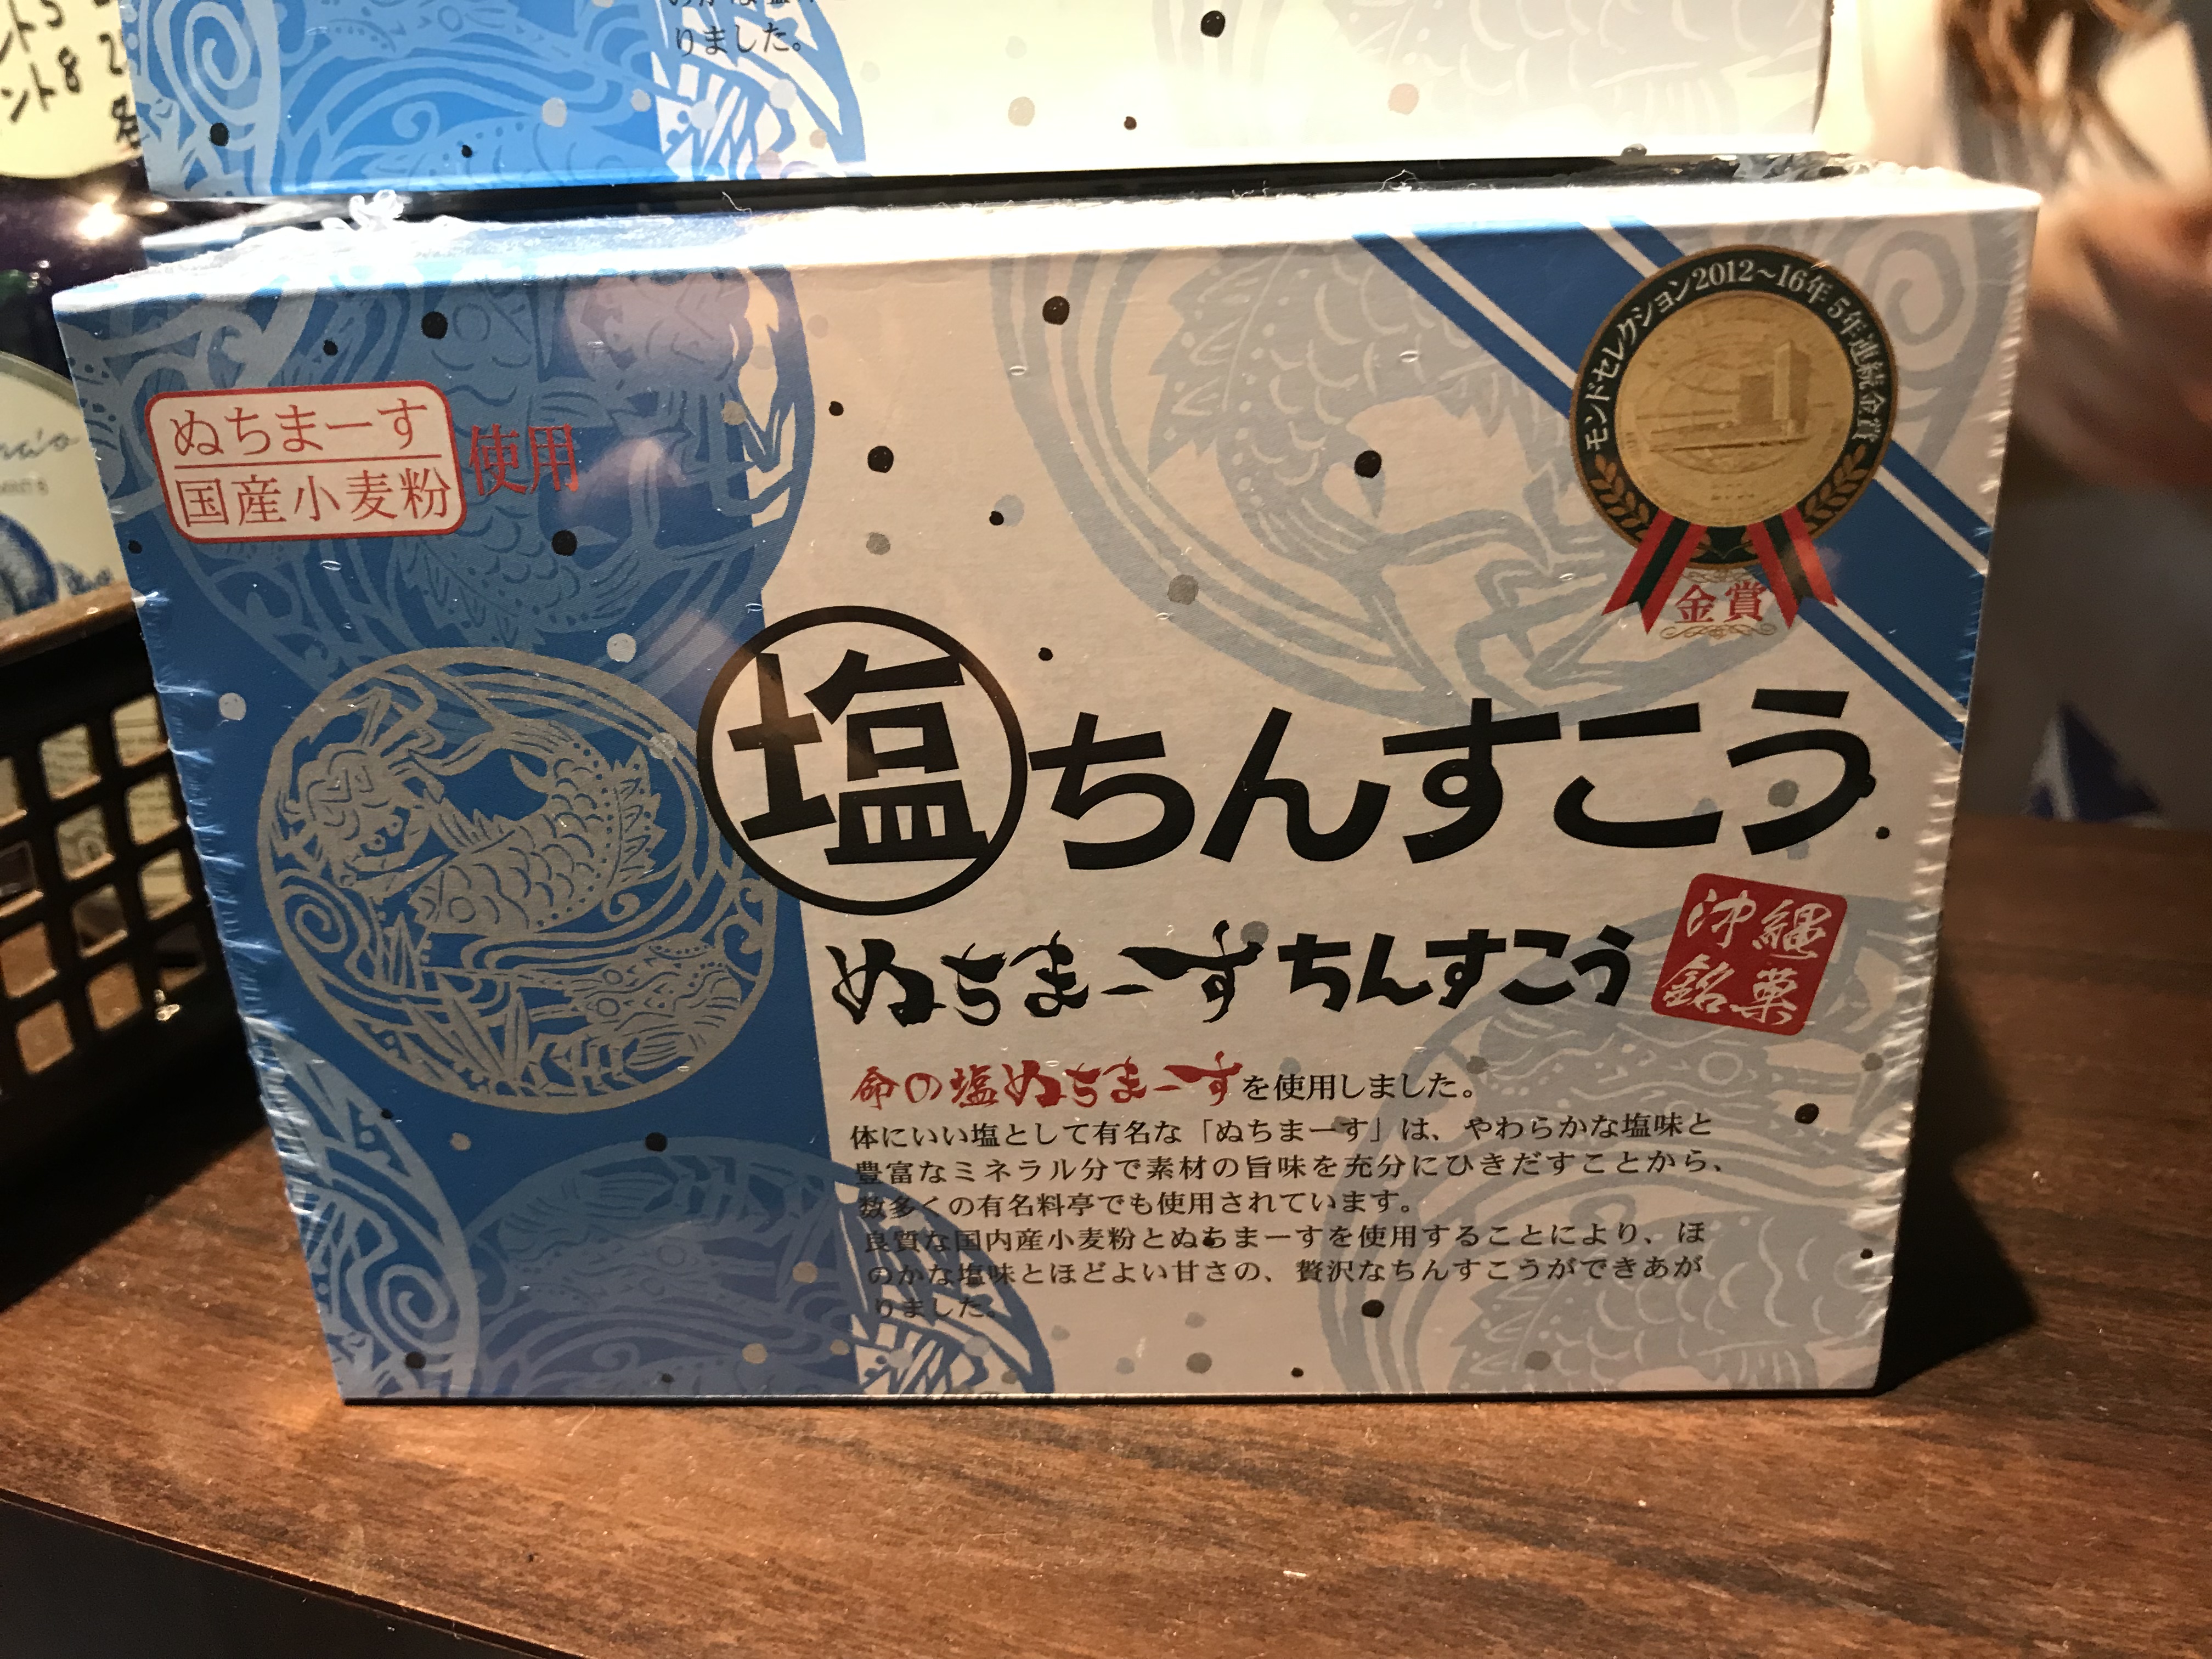 りました。
ント8
ぬちまーす
国産小麦粉
使用
モンドセレクション2012~16年 5年連続金賞
金賞
塩ちんすこう
ぬちまーすちんすこう
沖縄
銘菓
命の塩ぬちまーすを使用しました。
体にいい塩として有名な「ぬちまーす」は、やわらかな塩味と
豊富なミネラル分で素材の旨味を充分にひきだすことから、
数多くの有名料亭でも使用されています。
良質な国内産小麦粉とぬちまーすを使用することにより、ほ
のかな塩味とほどよい甘さの、贅沢なちんすこうができあが
りました。